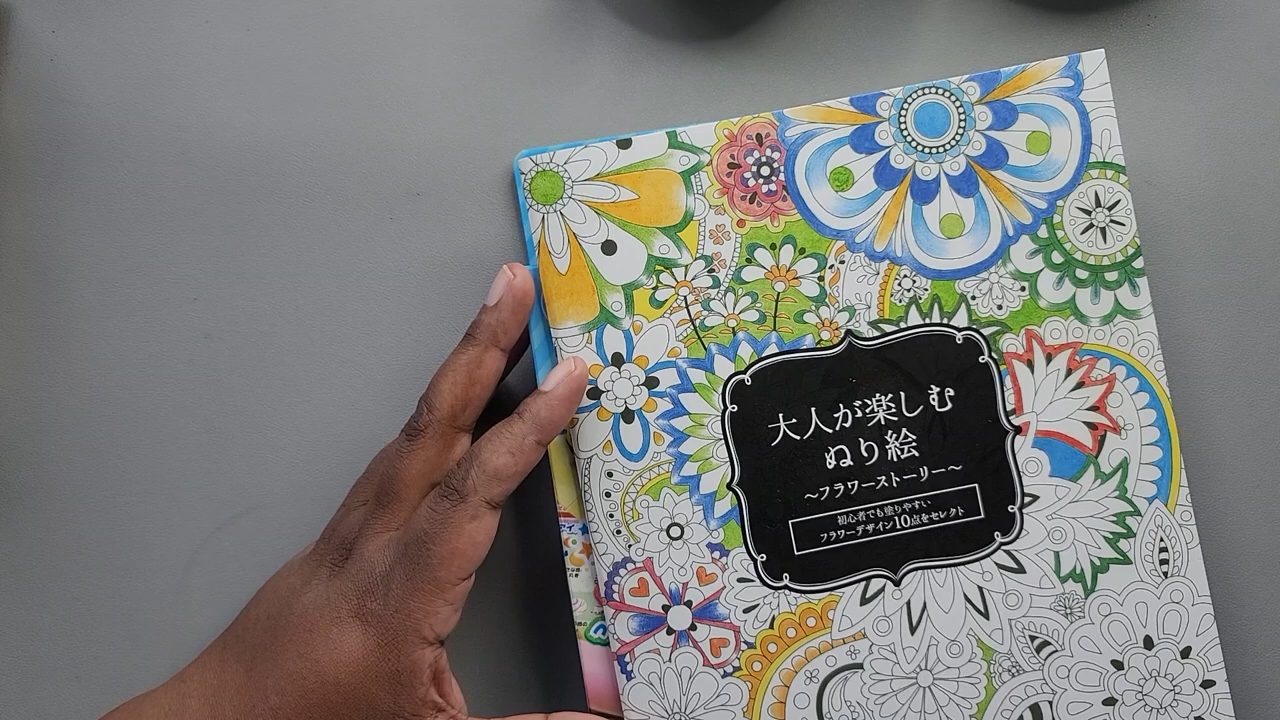 大人が楽しむ
ぬり絵
～フラワーストーリー～
初心者でも塗りやすい
フラワーデザイン10点をセレクト